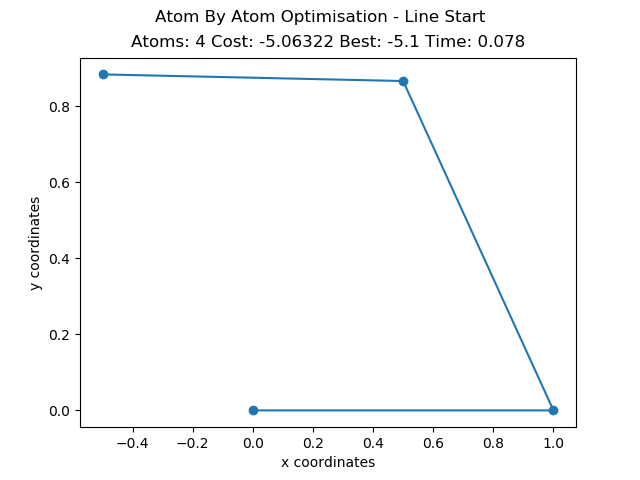 Atom By Atom Optimisation - Line Start
Atoms: 4 Cost: -5.06322 Best: -5.1 Time: 0.078
0.8
0.6
0.4
0.2
0.0
y coordinates
−0.4 −0.2 0.0 0.2 0.4 0.6 0.8 1.0
x coordinates